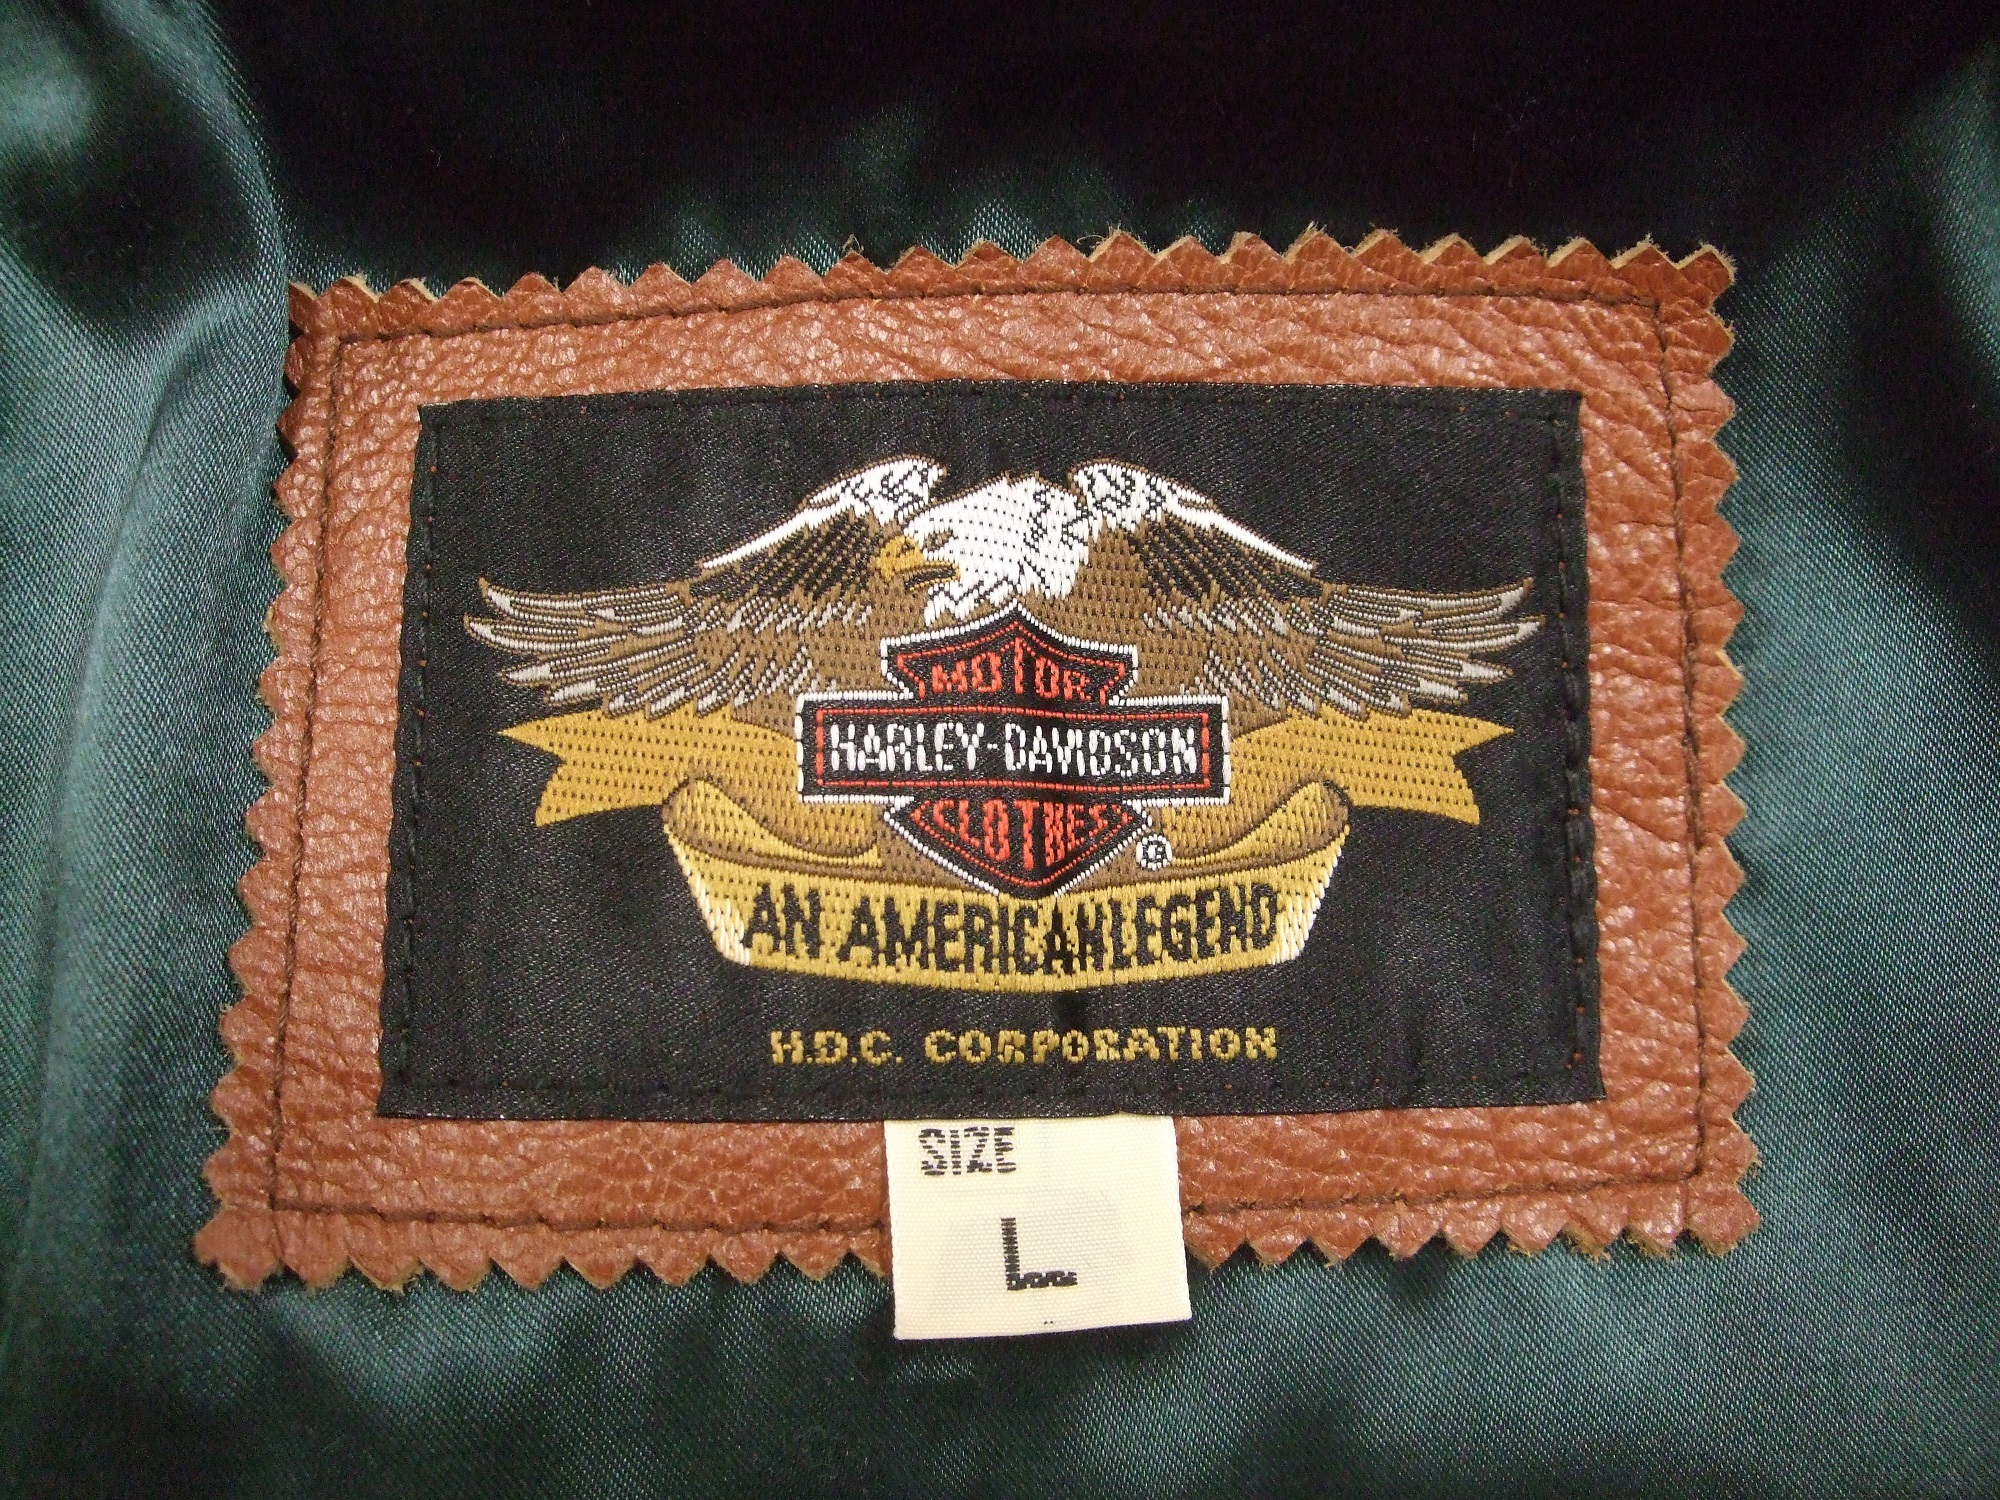 MOTOR
HARLEY-DAVIDSON
CLOTHES
®
AN AMERICAN LEGEND
H.D.C. CORPORATION
SIZE
L